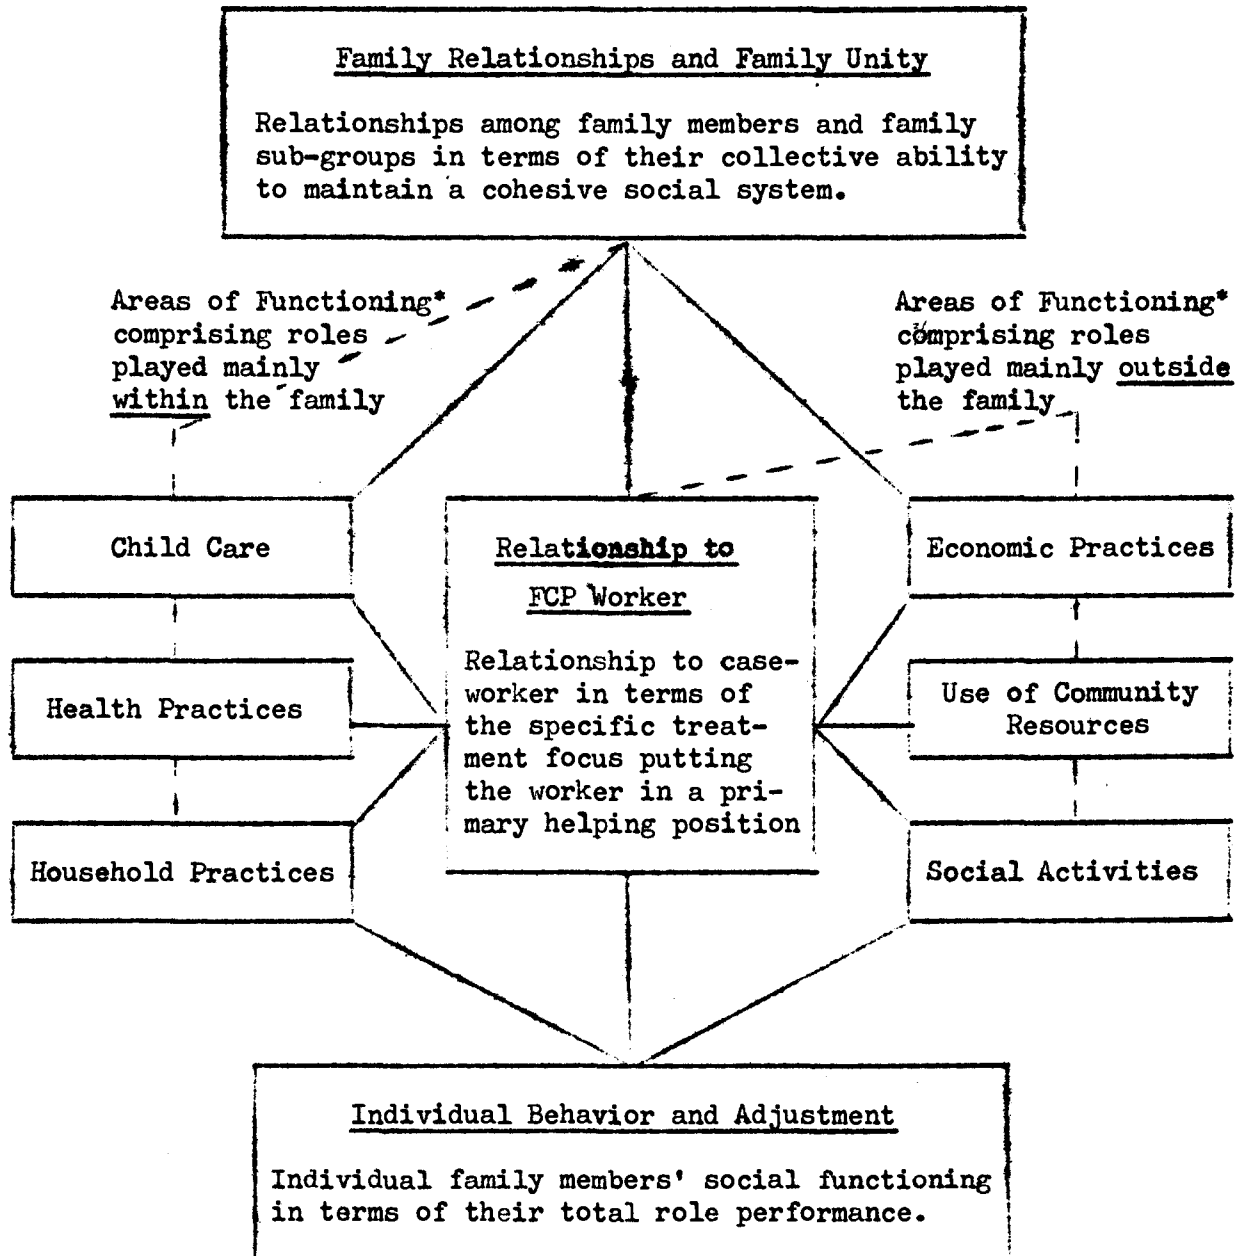 Family Relationships and Family Unity
Relationships among family members and family
sub-groups in terms of their collective ability
to maintain a cohesive social system.
Areas of Functioning*
comprising roles
played mainly
within the family
Areas of Functioning*
comprising roles
played mainly outside
the family
Child Care
Health Practices
Household Practices
Relationship to
FCP Worker
Relationship to case-
worker in terms of
the specific treat-
ment focus putting
the worker in a pri-
mary helping position
Economic Practices
Use of Community
Resources
Social Activities
Individual Behavior and Adjustment
Individual family members' social functioning
in terms of their total role performance.